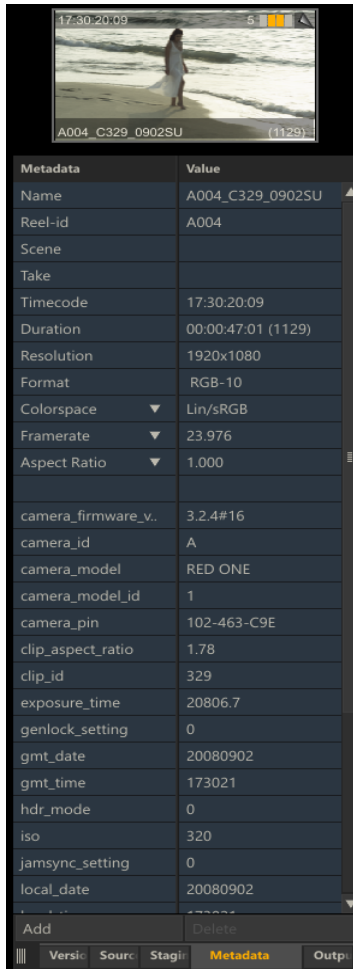 17:30:20:09 5
A004_C329_0902SU (1129)
Metadata Value
Name A004_C329_0902SU
Reel-id A004
Scene
Take
Timecode 17:30:20:09
Duration 00:00:47:01 (1129)
Resolution 1920x1080
Format RGB-10
Colorspace ▼ Lin/sRGB
Framerate ▼ 23.976
Aspect Ratio ▼ 1.000
camera_firmware_v.. 3.2.4#16
camera_id A
camera_model RED ONE
camera_model_id 1
camera_pin 102-463-C9E
clip_aspect_ratio 1.78
clip_id 329
exposure_time 20806.7
genlock_setting 0
gmt_date 20080902
gmt_time 173021
hdr_mode 0
iso 320
jamsync_setting 0
local_date 20080902
Add Delete
Versio Sourc Stagin Metadata Outpu